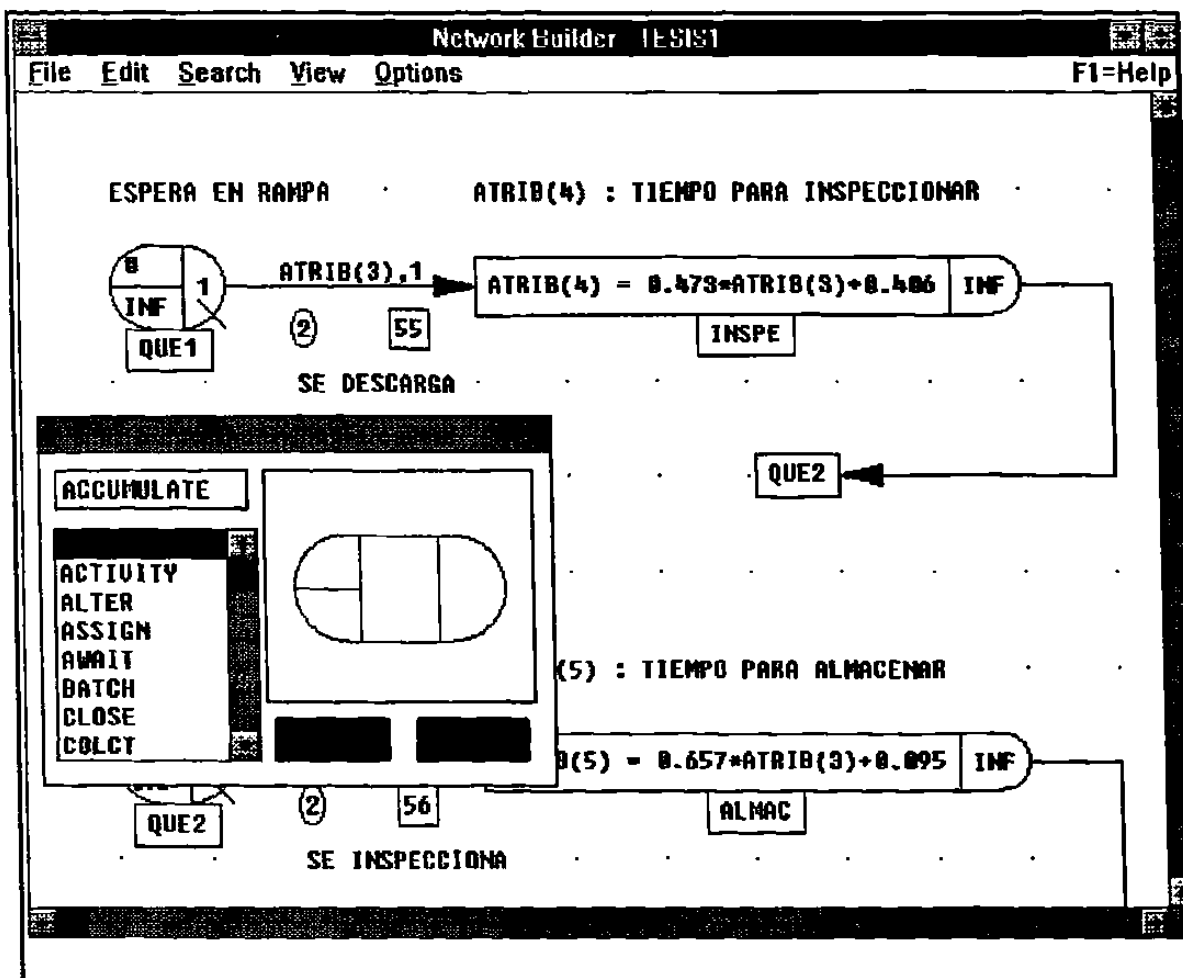 Network Builder TESIS1
File Edit Search View Options F1=Help
ESPERA EN RAMPA
ATRIB(4) : TIEMPO PARA INSPECCIONAR
0
INF
1
QUE1
ATRIB(3),1
2
55
SE DESCARGA
ATRIB(4) = 0.473*ATRIB(3)+0.406
INF
INSPE
QUE2
ACCUMULATE
ACTIVITY
ALTER
ASSIGN
AWAIT
BATCH
CLOSE
COLCT
(5) : TIEMPO PARA ALMACENAR
(5) = 0.657*ATRIB(3)+0.095
INF
ALMAC
QUE2
2
56
SE INSPECCIONA